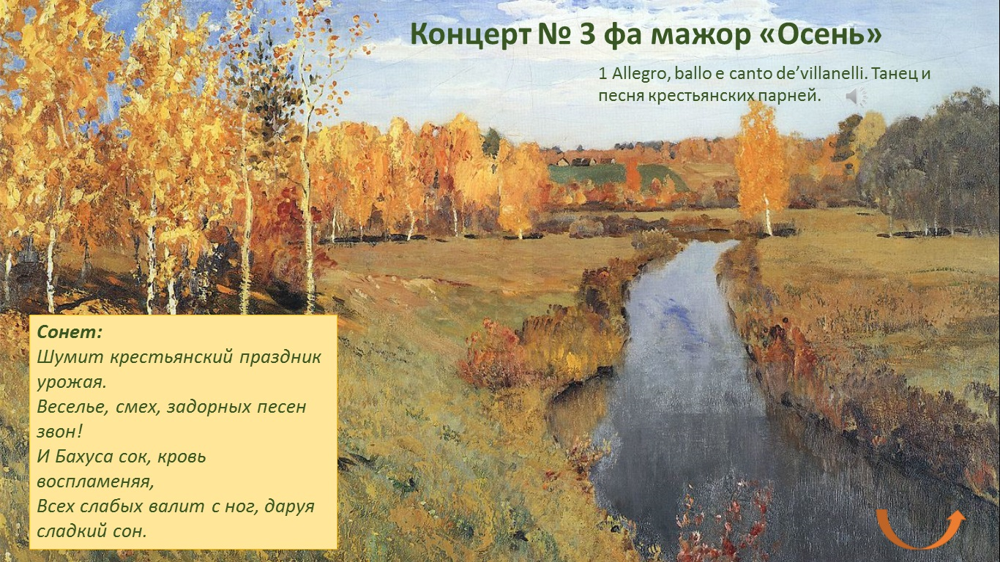 Концерт № 3 фа мажор «Осень»
1 Allegro, ballo e canto de’villanelli. Танец и
песня крестьянских парней.
Сонет:
Шумит крестьянский праздник
урожая.
Веселье, смех, задорных песен
звон!
И Бахуса сок, кровь
воспламеняя,
Всех слабых валит с ног, даруя
сладкий сон.